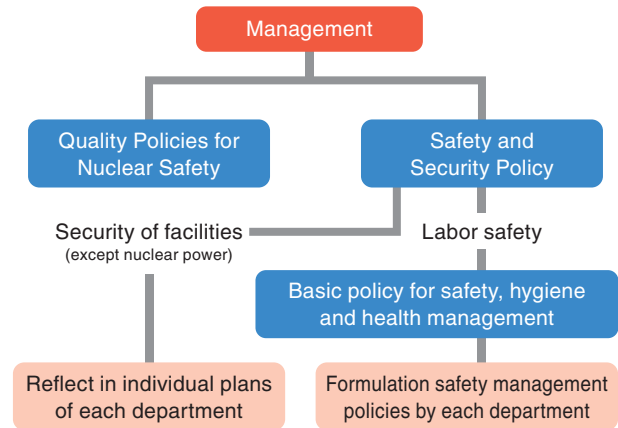 Management
Quality Policies for
Nuclear Safety
Safety and
Security Policy
Security of facilities
(except nuclear power)
Labor safety
Basic policy for safety, hygiene
and health management
Reflect in individual plans
of each department
Formulation safety management
policies by each department